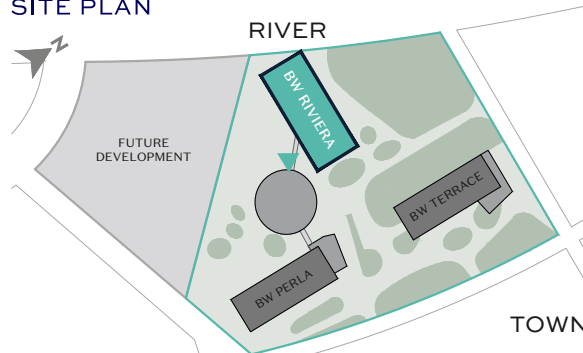 SITE PLAN
RIVER
N
BW RIVIERA
FUTURE
DEVELOPMENT
BW TERRACE
BW PERLA
TOWN